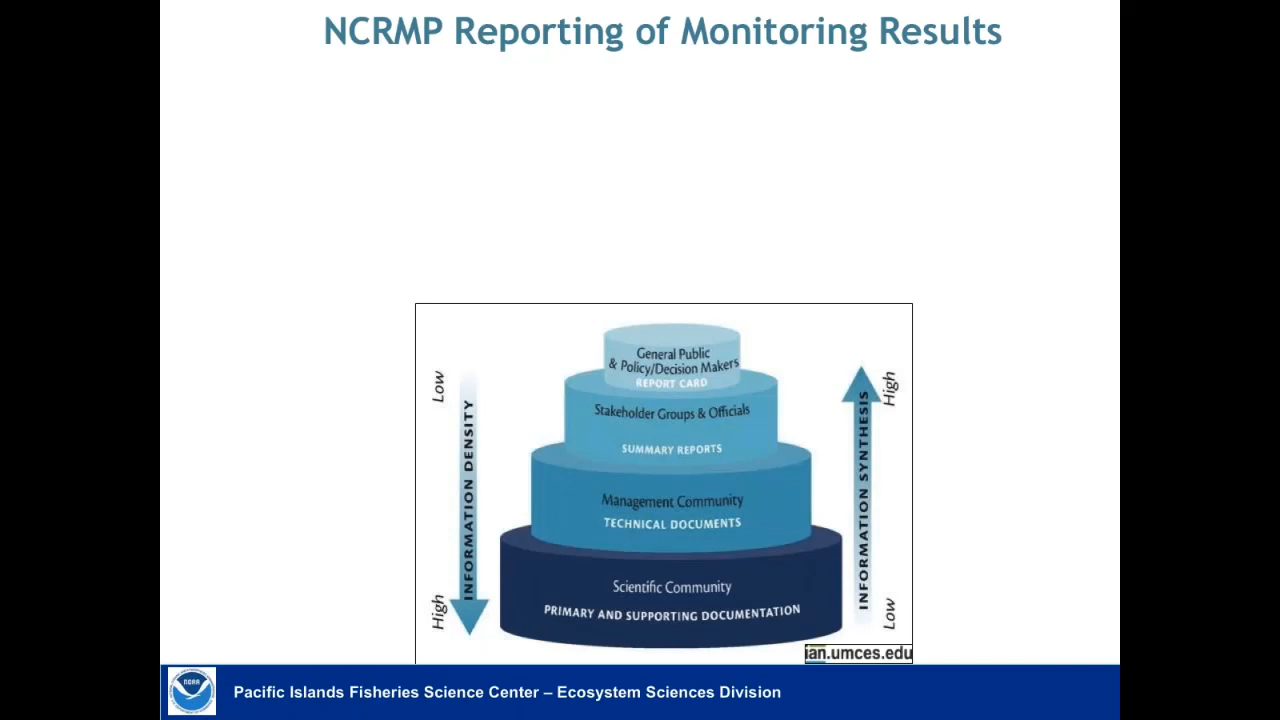 NCRMP Reporting of Monitoring Results
General Public
& Policy/Decision Makers
REPORT CARD
Stakeholder Groups & Officials
SUMMARY REPORTS
Management Community
TECHNICAL DOCUMENTS
Scientific Community
PRIMARY AND SUPPORTING DOCUMENTATION
Low
INFORMATION DENSITY
High
High
INFORMATION SYNTHESIS
Low
ian.umces.edu
NOAA
Pacific Islands Fisheries Science Center – Ecosystem Sciences Division